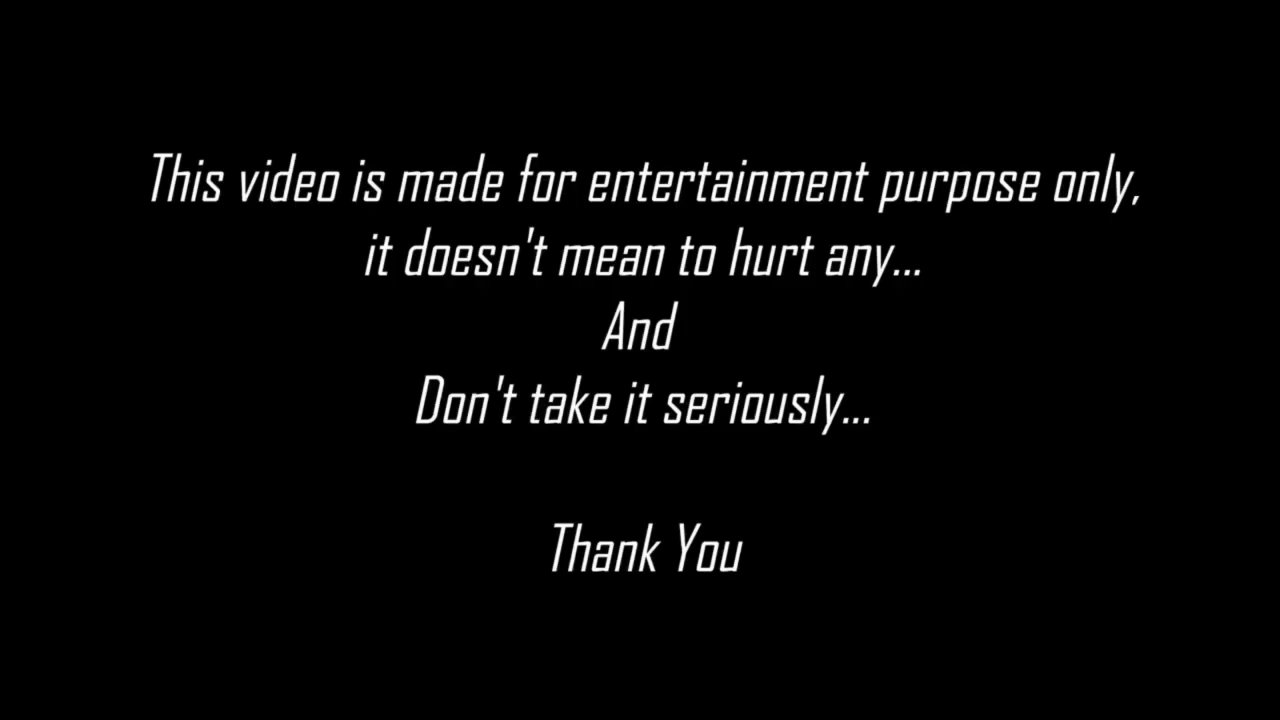 This video is made for entertainment purpose only,
it doesn't mean to hurt any...
And
Don't take it seriously...
Thank You